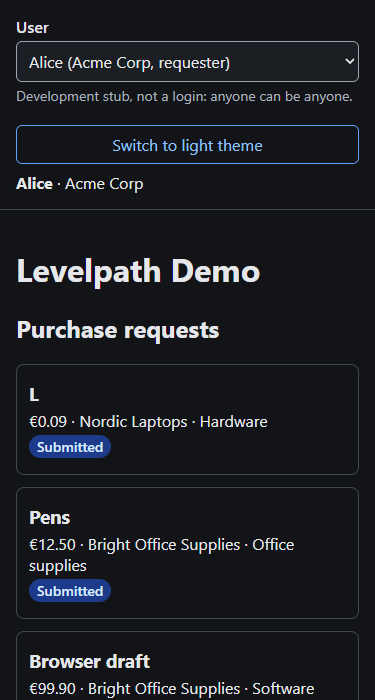 User
Alice (Acme Corp, requester)
Development stub, not a login: anyone can be anyone.
Switch to light theme
Alice · Acme Corp
Levelpath Demo
Purchase requests
L
€0.09 · Nordic Laptops · Hardware
Submitted
Pens
€12.50 · Bright Office Supplies · Office
supplies
Submitted
Browser draft
€99.90 · Bright Office Supplies · Software